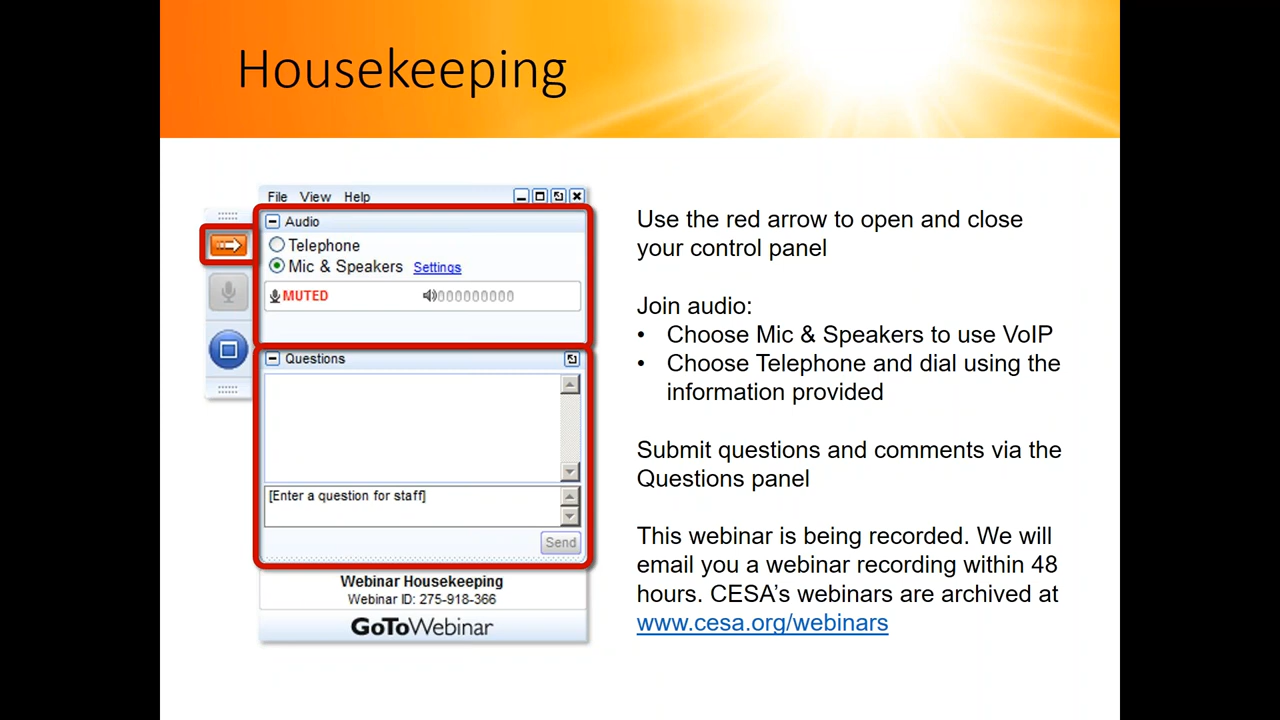 Housekeeping
File View Help
Audio
Telephone
Mic & Speakers Settings
MUTED
Questions
[Enter a question for staff]
Send
Webinar Housekeeping
Webinar ID: 275-918-366
GoToWebinar
Use the red arrow to open and close
your control panel
Join audio:
• Choose Mic & Speakers to use VoIP
• Choose Telephone and dial using the
information provided
Submit questions and comments via the
Questions panel
This webinar is being recorded. We will
email you a webinar recording within 48
hours. CESA’s webinars are archived at
www.cesa.org/webinars